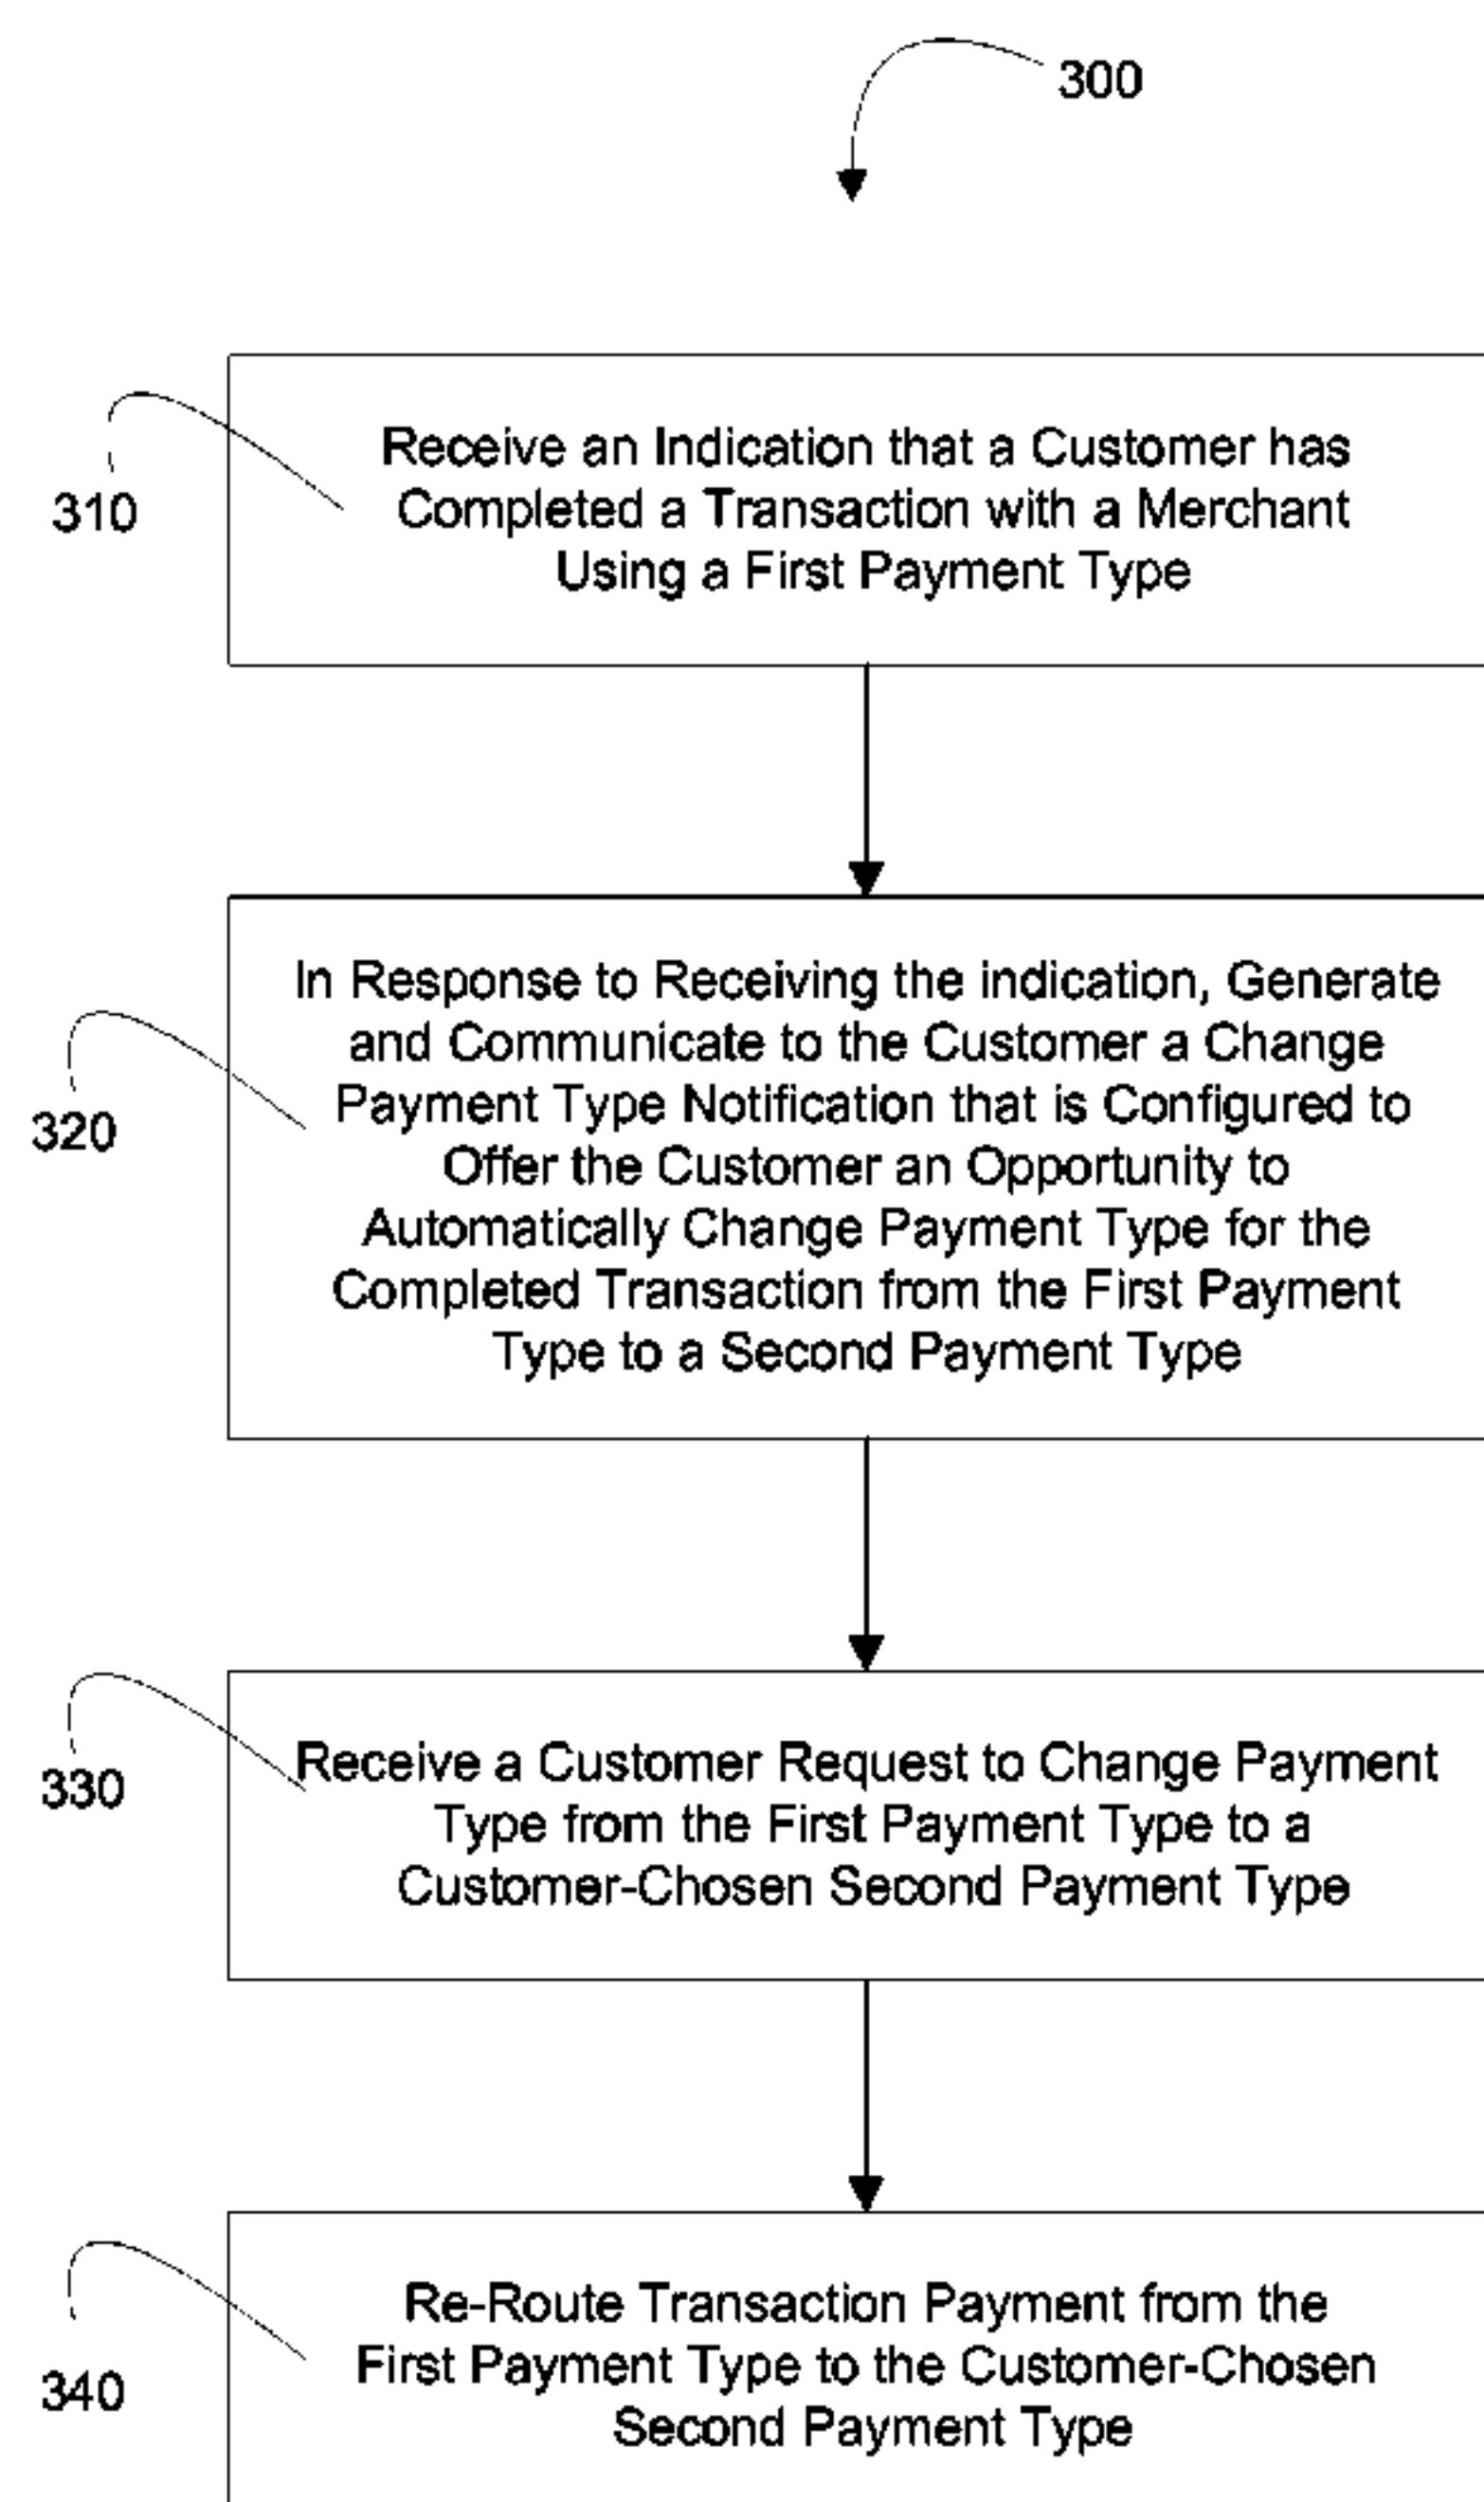 300
310
Receive an Indication that a Customer has
Completed a Transaction with a Merchant
Using a First Payment Type
320
In Response to Receiving the indication, Generate
and Communicate to the Customer a Change
Payment Type Notification that is Configured to
Offer the Customer an Opportunity to
Automatically Change Payment Type for the
Completed Transaction from the First Payment
Type to a Second Payment Type
330
Receive a Customer Request to Change Payment
Type from the First Payment Type to a
Customer-Chosen Second Payment Type
340
Re-Route Transaction Payment from the
First Payment Type to the Customer-Chosen
Second Payment Type